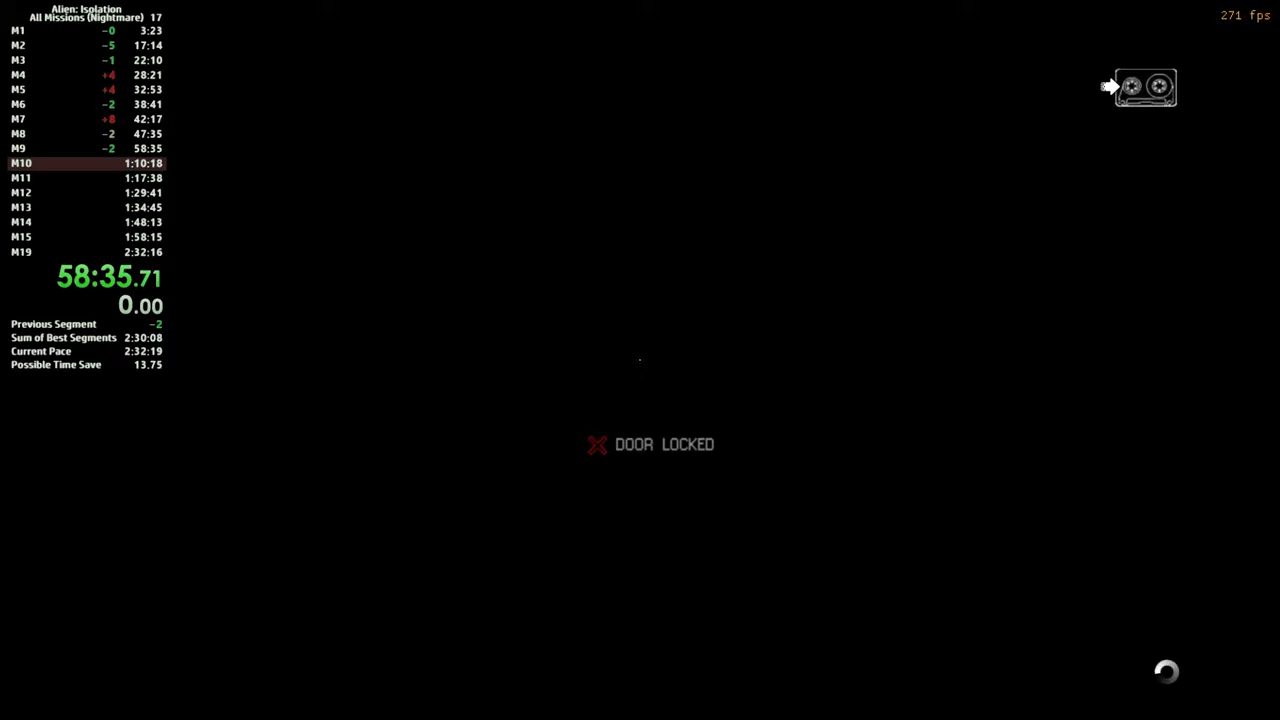 Alien: Isolation
All Missions (Nightmare) 17
M1 -0 3:23
M2 -5 17:14
M3 -1 22:10
M4 +4 28:21
M5 +4 32:53
M6 -2 38:41
M7 +8 42:17
M8 -2 47:35
M9 -2 58:35
M10 1:10:18
M11 1:17:38
M12 1:29:41
M13 1:34:45
M14 1:48:13
M15 1:58:15
M19 2:32:16
58:35.71
0.00
Previous Segment -2
Sum of Best Segments 2:30:08
Current Pace 2:32:19
Possible Time Save 13.75
271 fps
DOOR LOCKED